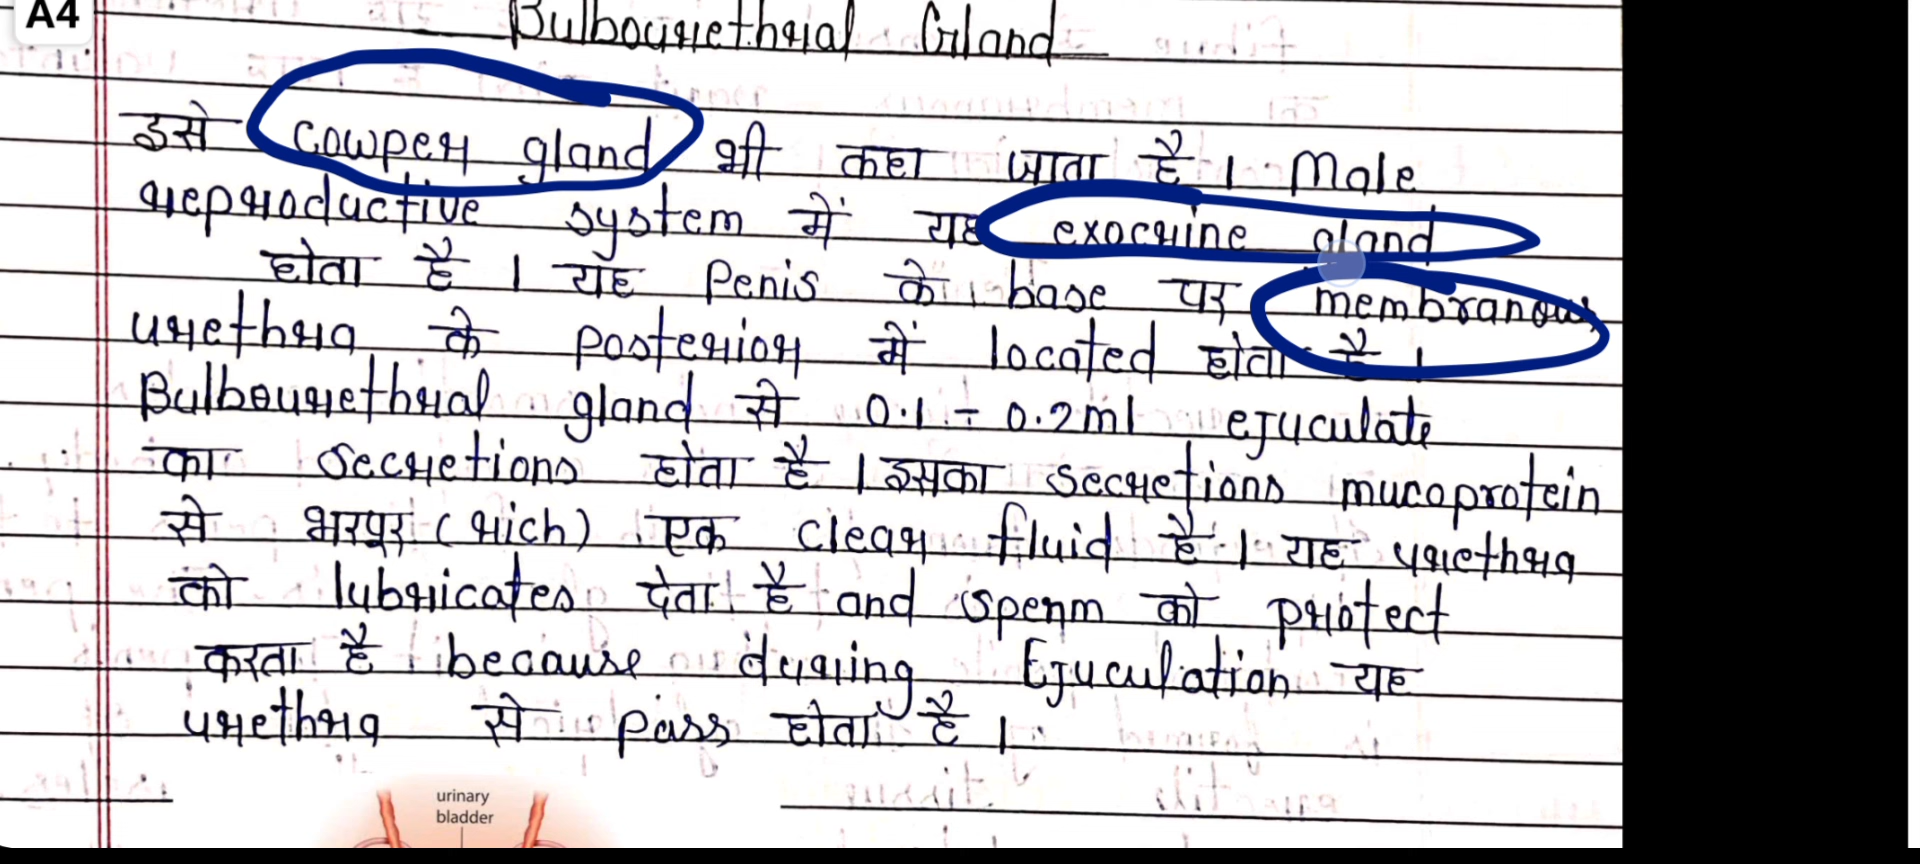 A4
Bulbourethral Gland
इसे cowper gland भी कहा जाता है । Male
reproductive system में यह exocrine gland
होता है । यह Penis के base पर membranous
urethra के posterior में located होता है ।
Bulbourethral gland से 0.1 - 0.2ml ejuculate
का secretions होता है । इसका secretions mucoprotein
से भरपूर (rich) एक clear fluid है । यह urethra
को lubricates देता है and sperm को protect
करता है because during Ejuculation यह
urethra से pass होता है ।
urinary
bladder